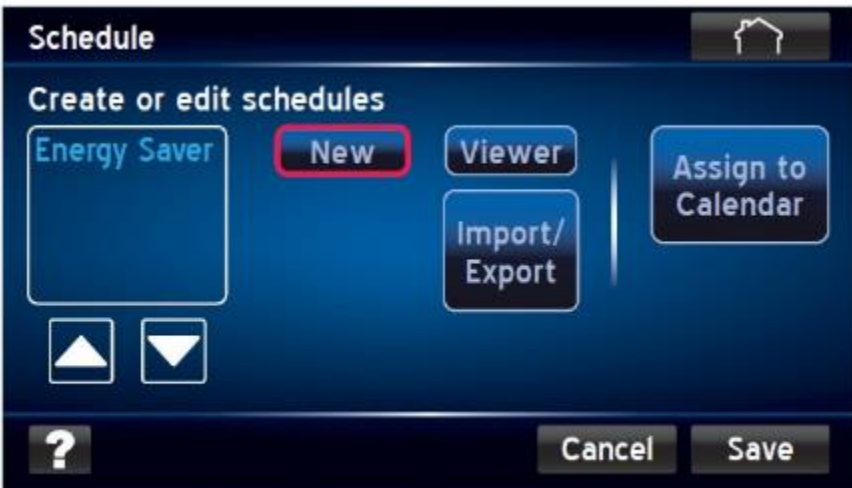 Schedule
Create or edit schedules
Energy Saver
New
Viewer
Import/
Export
Assign to
Calendar
?
Cancel
Save